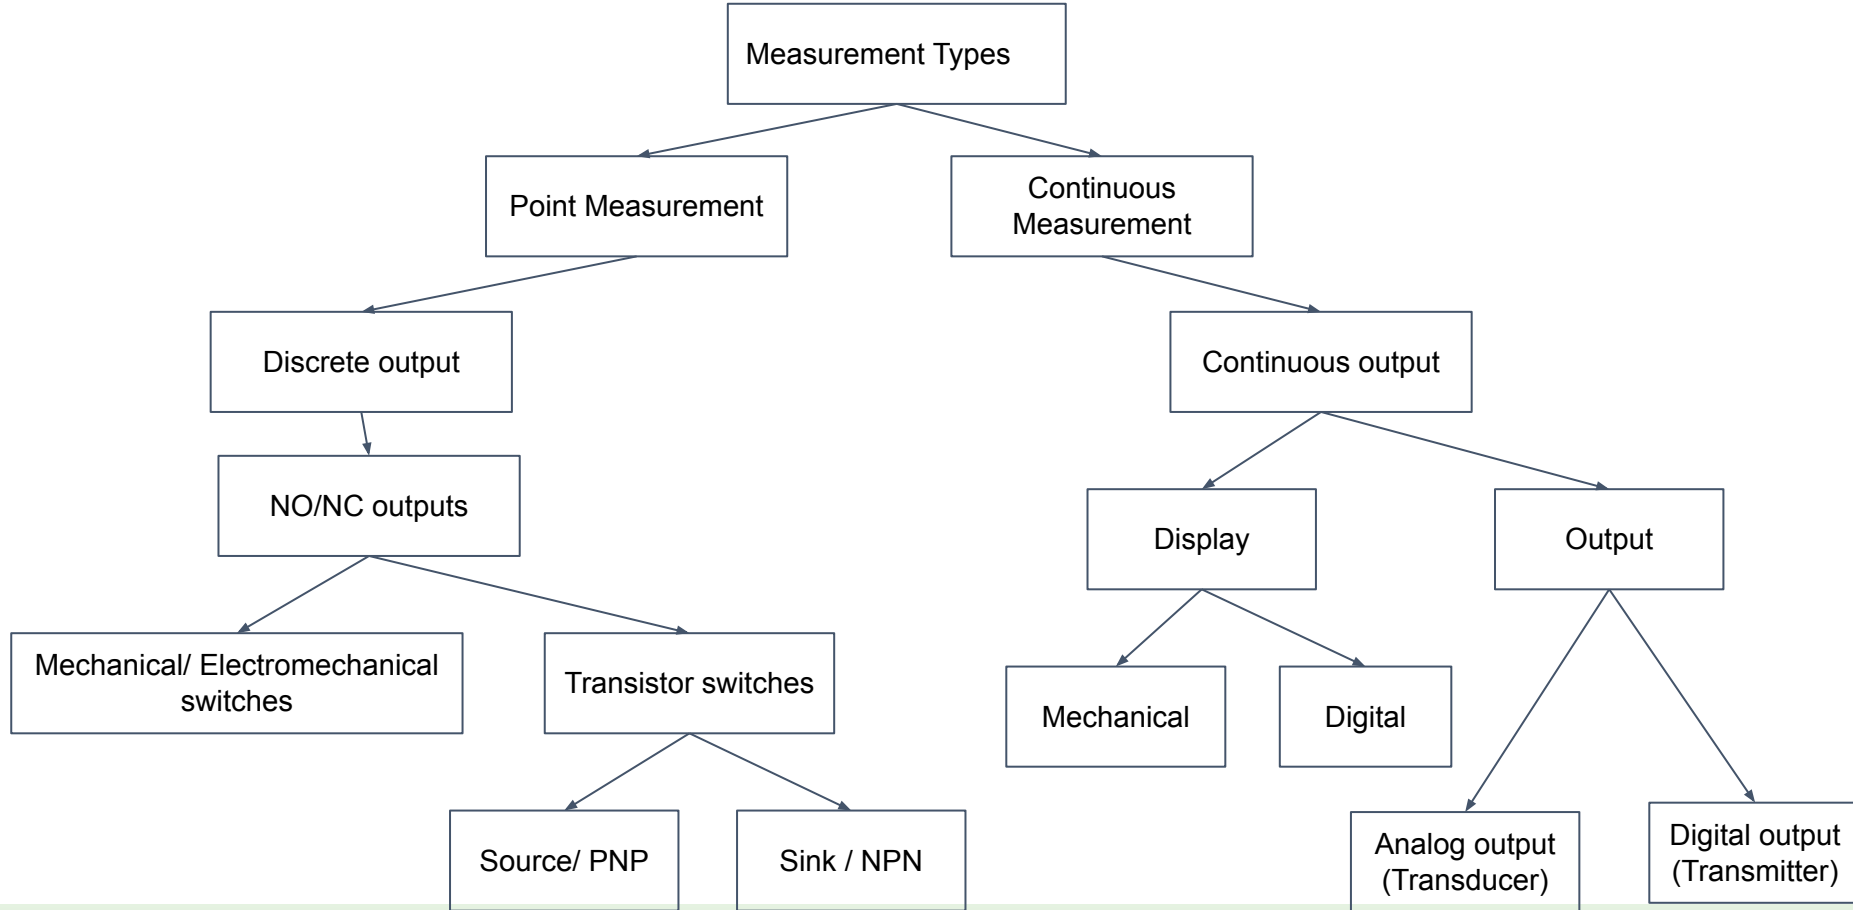 Measurement Types
Point Measurement
Continuous
Measurement
Discrete output
Continuous output
NO/NC outputs
Display
Output
Mechanical/ Electromechanical
switches
Transistor switches
Mechanical
Digital
Source/ PNP
Sink / NPN
Analog output
(Transducer)
Digital output
(Transmitter)